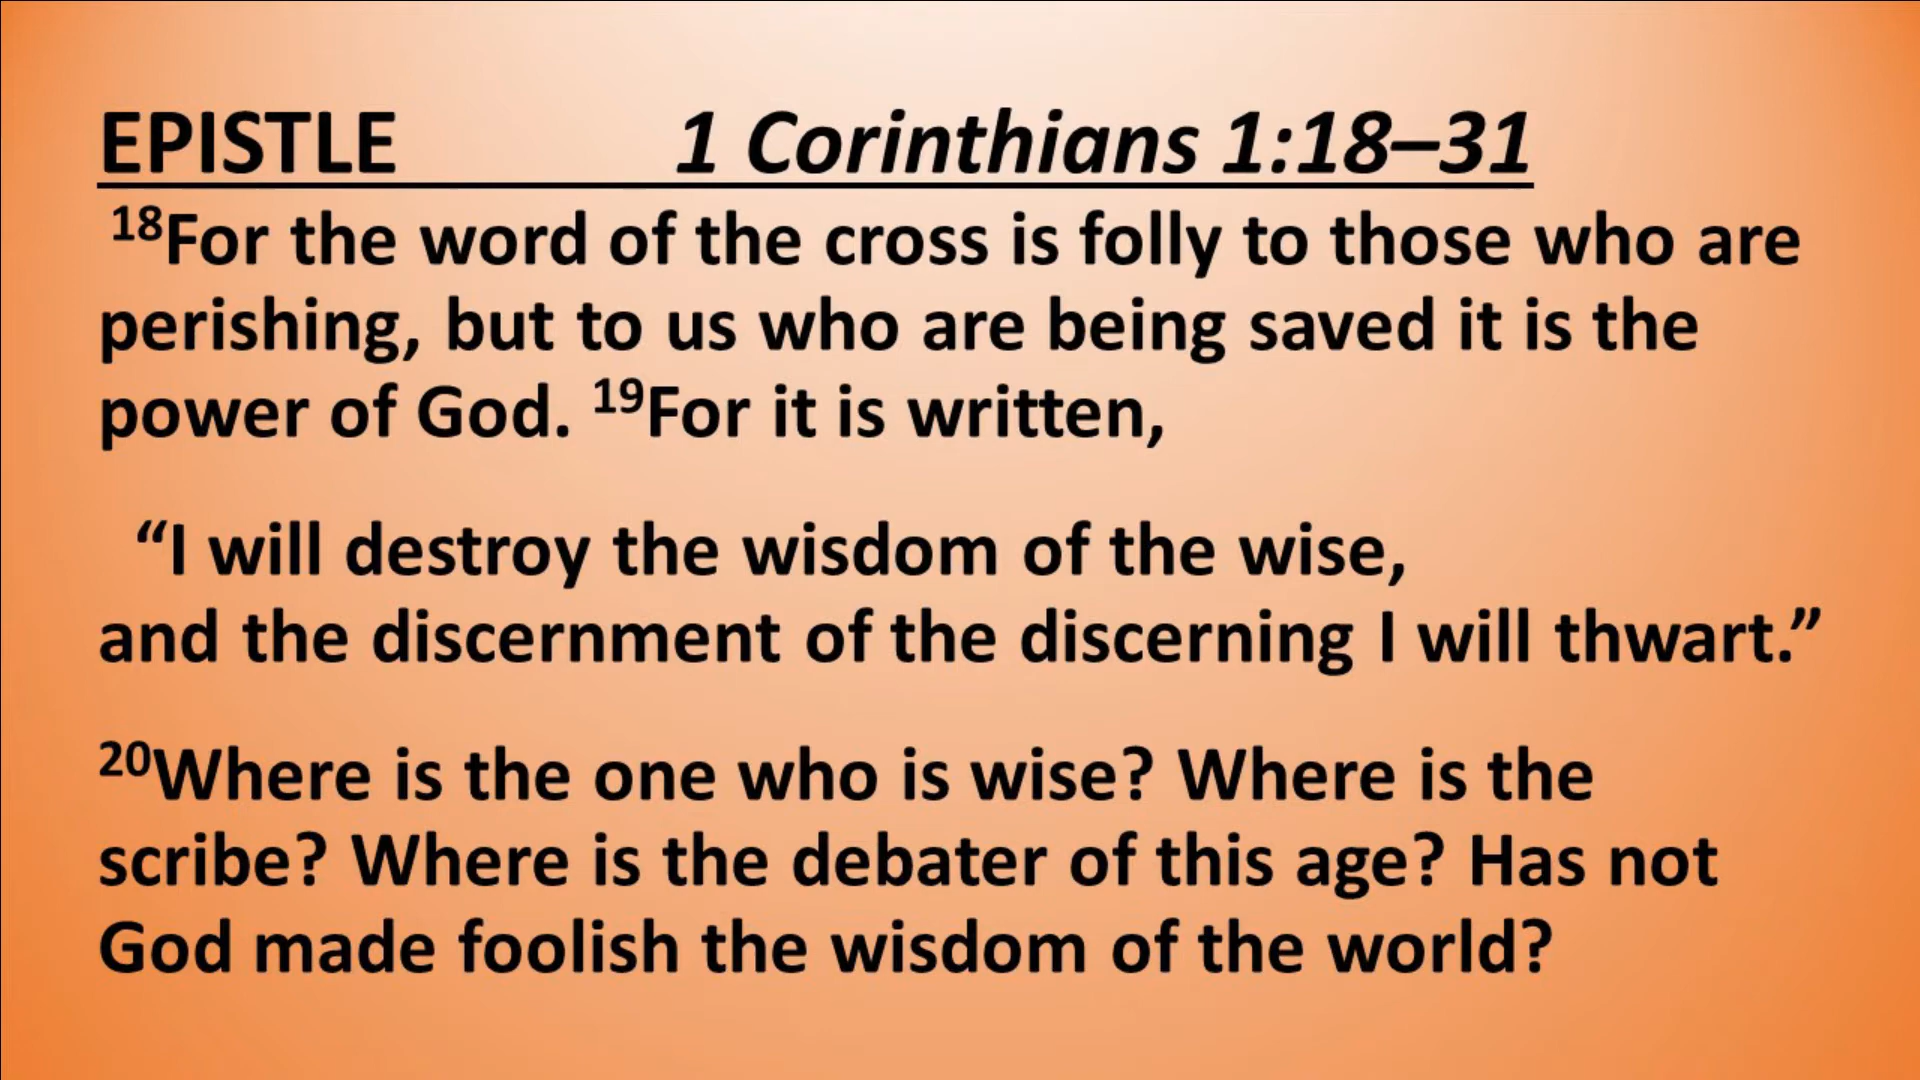 EPISTLE 1 Corinthians 1:18–31
18For the word of the cross is folly to those who are
perishing, but to us who are being saved it is the
power of God. 19For it is written,
“I will destroy the wisdom of the wise,
and the discernment of the discerning I will thwart.”
20Where is the one who is wise? Where is the
scribe? Where is the debater of this age? Has not
God made foolish the wisdom of the world?